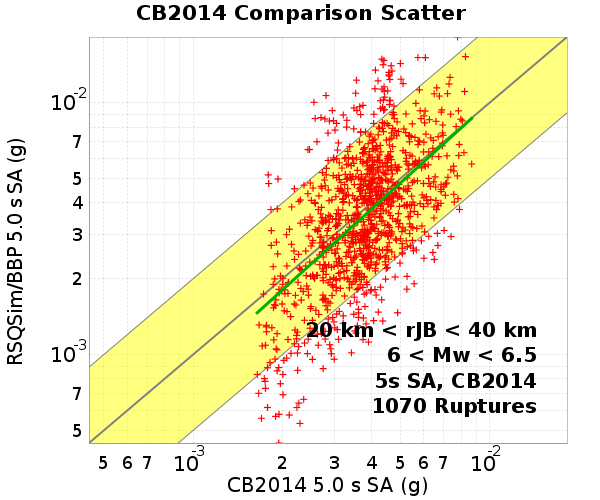 CB2014 Comparison Scatter
RSQSim/BBP 5.0 s SA (g)
10-2
7
5
4
3
2
10-3
7
5
20 km < rJB < 40 km
6 < Mw < 6.5
5s SA, CB2014
1070 Ruptures
5 6 7 10-3 2 3 4 5 6 7 10-2
CB2014 5.0 s SA (g)